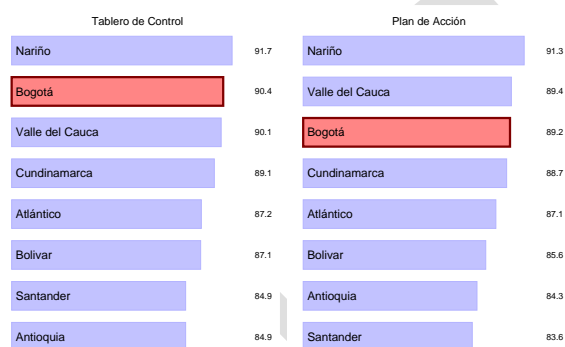 Tablero de Control
Nariño 91.7
Bogotá 90.4
Valle del Cauca 90.1
Cundinamarca 89.1
Atlántico 87.2
Bolivar 87.1
Santander 84.9
Antioquia 84.9
Plan de Acción
Nariño 91.3
Valle del Cauca 89.4
Bogotá 89.2
Cundinamarca 88.7
Atlántico 87.1
Bolivar 85.6
Antioquia 84.3
Santander 83.6